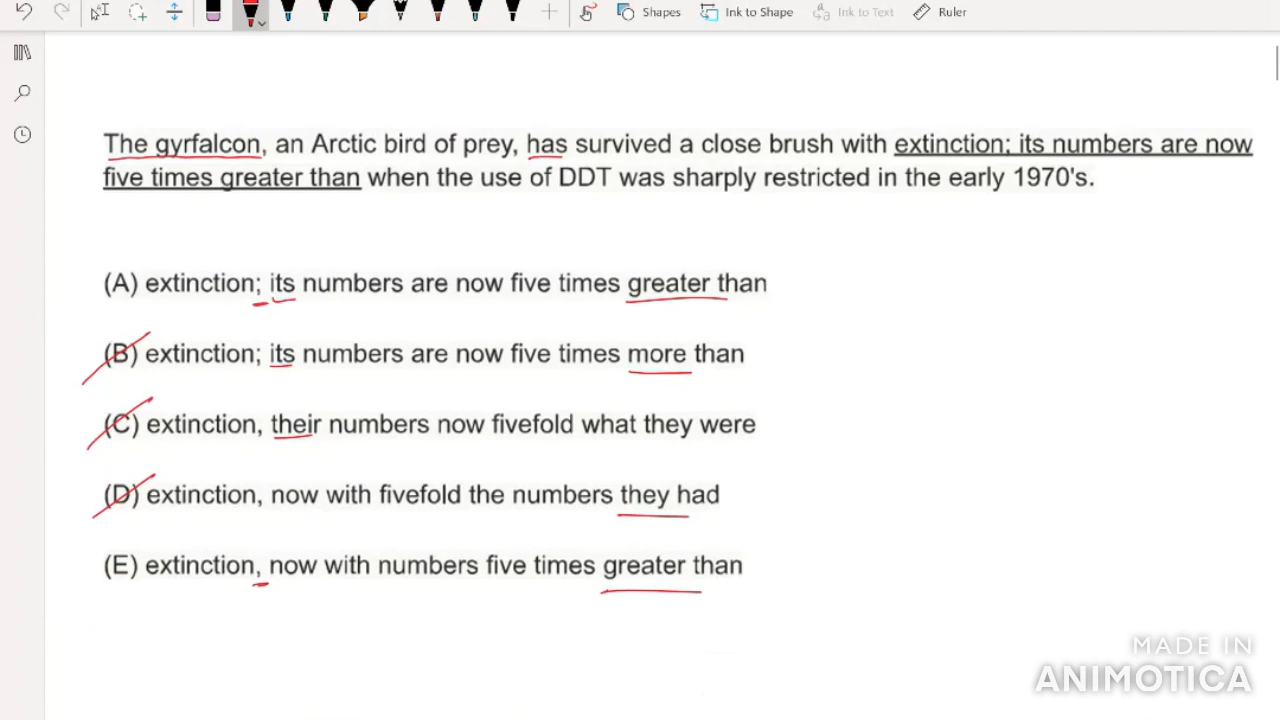 Shapes Ink to Shape Ink to Text Ruler
The gyrfalcon, an Arctic bird of prey, has survived a close brush with extinction; its numbers are now
five times greater than when the use of DDT was sharply restricted in the early 1970's.
(A) extinction; its numbers are now five times greater than
(B) extinction; its numbers are now five times more than
(C) extinction, their numbers now fivefold what they were
(D) extinction, now with fivefold the numbers they had
(E) extinction, now with numbers five times greater than
MADE IN
ANIMOTICA